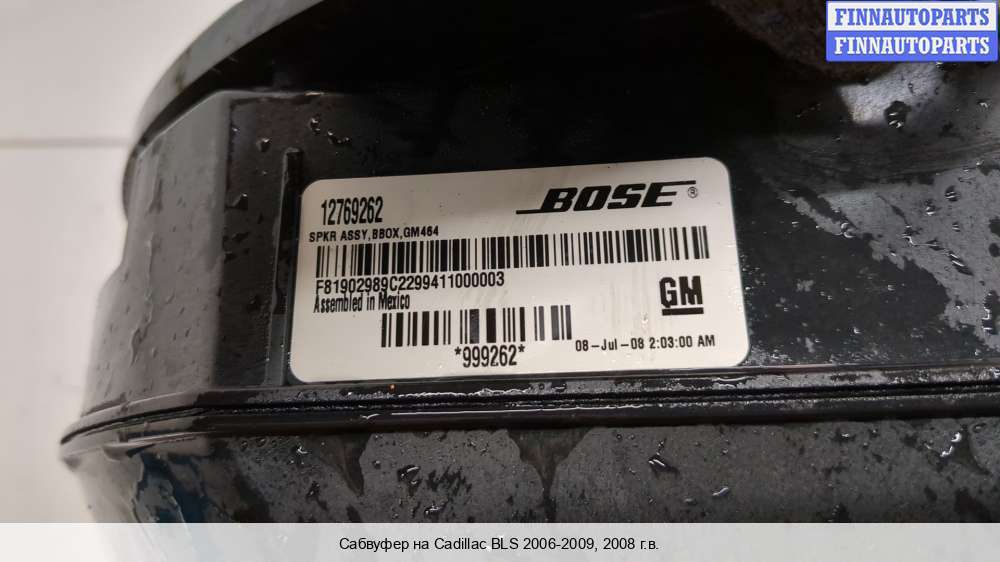 FINNAUTOPARTS
FINNAUTOPARTS
12769262
BOSE®
SPKR ASSY,BBOX,GM464
F81902989C2299411000003
Assembled in Mexico
GM
*999262*
08-Jul-08 2:03:00 AM
Сабвуфер на Cadillac BLS 2006-2009, 2008 г.в.